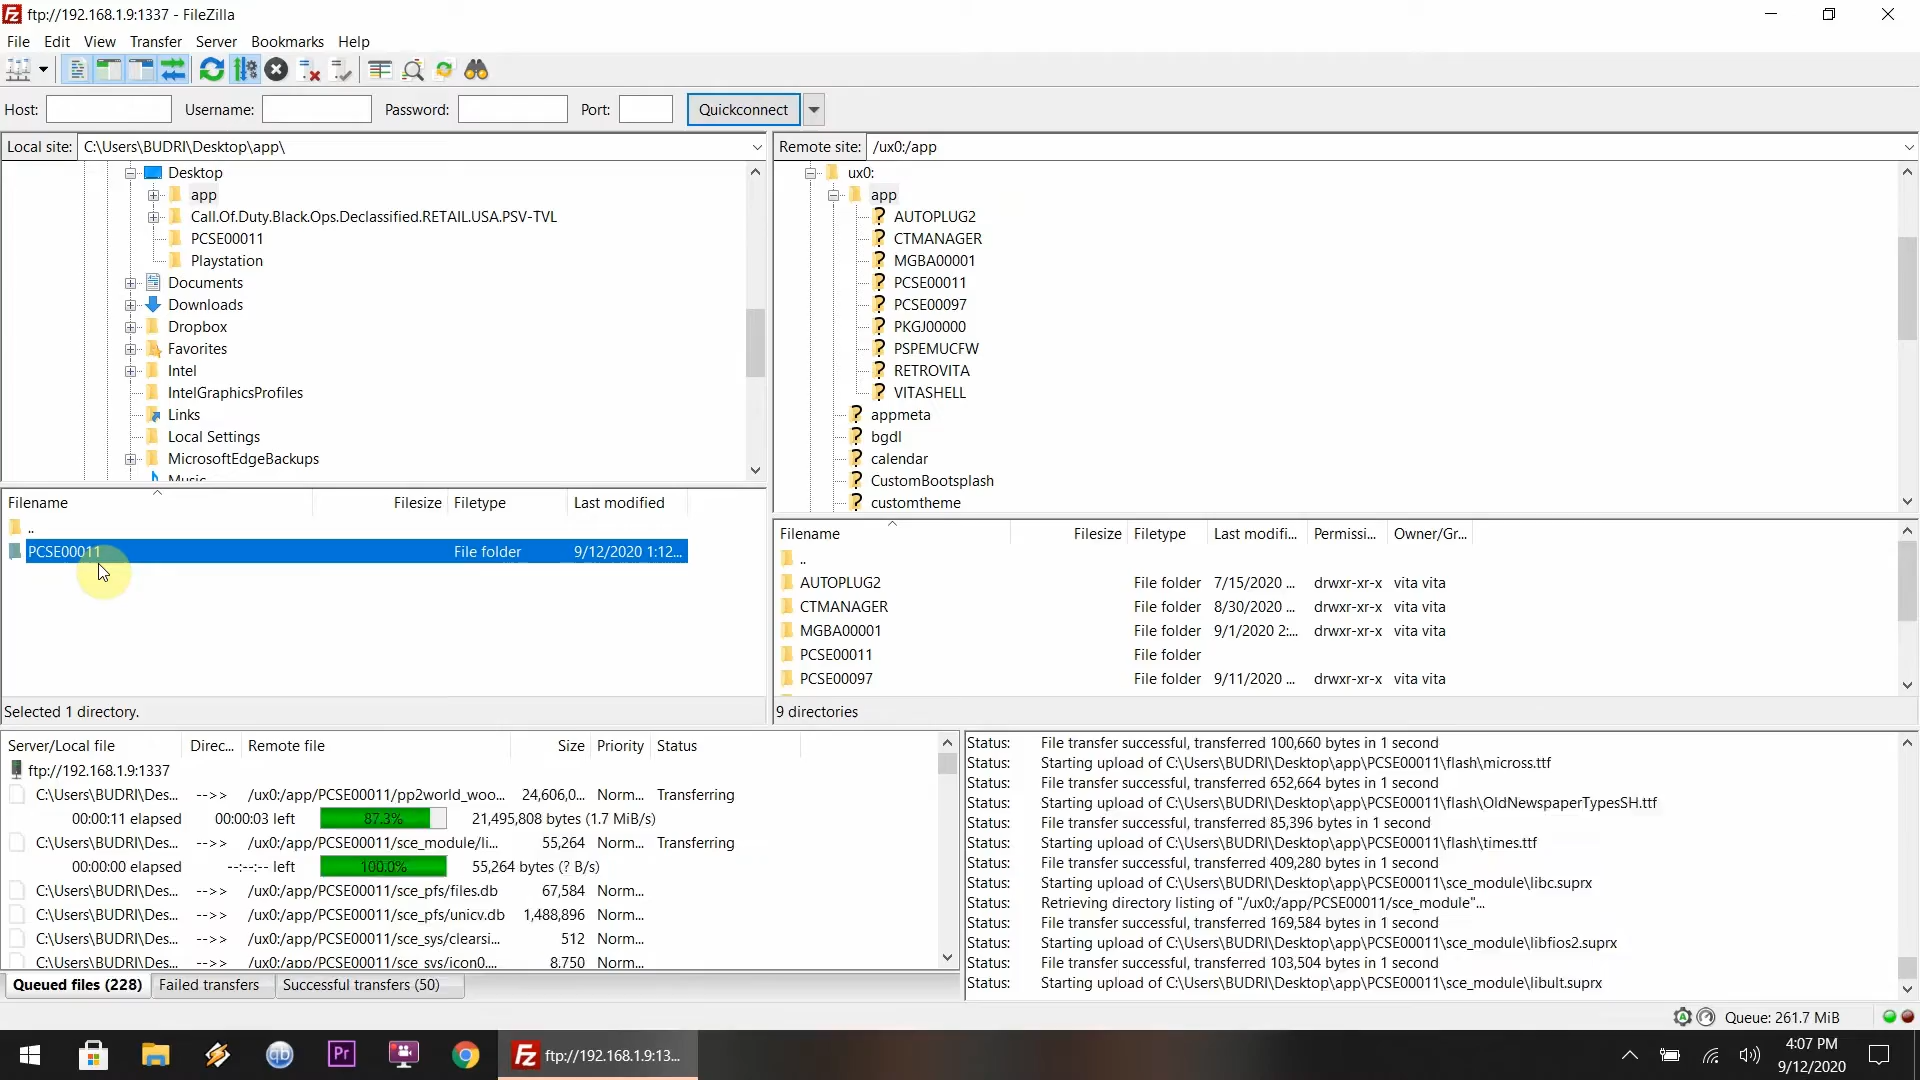 ftp://192.168.1.9:1337 - FileZilla
File Edit View Transfer Server Bookmarks Help
Host: Username: Password: Port: Quickconnect
Local site: C:\Users\BUDRI\Desktop\app\
Desktop
app
Call.Of.Duty.Black.Ops.Declassified.RETAIL.USA.PSV-TVL
PCSE00011
Playstation
Documents
Downloads
Dropbox
Favorites
Intel
IntelGraphicsProfiles
Links
Local Settings
MicrosoftEdgeBackups
Music
Filename Filesize Filetype Last modified
..
PCSE00011 File folder 9/12/2020 1:12...
Selected 1 directory.
Remote site: /ux0:/app
ux0:
app
AUTOPLUG2
CTMANAGER
MGBA00001
PCSE00011
PCSE00097
PKGJ00000
PSPEMUCFW
RETROVITA
VITASHELL
appmeta
bgdl
calendar
CustomBootsplash
customtheme
Filename Filesize Filetype Last modifi... Permissi... Owner/Gr...
..
AUTOPLUG2 File folder 7/15/2020 ... drwxr-xr-x vita vita
CTMANAGER File folder 8/30/2020 ... drwxr-xr-x vita vita
MGBA00001 File folder 9/1/2020 2:... drwxr-xr-x vita vita
PCSE00011 File folder
PCSE00097 File folder 9/11/2020 ... drwxr-xr-x vita vita
9 directories
Server/Local file Direc... Remote file Size Priority Status
ftp://192.168.1.9:1337
C:\Users\BUDRI\Des... -->> /ux0:/app/PCSE00011/pp2world_woo... 24,606,0... Norm... Transferring
00:00:11 elapsed 00:00:03 left 87.3% 21,495,808 bytes (1.7 MiB/s)
C:\Users\BUDRI\Des... -->> /ux0:/app/PCSE00011/sce_module/li... 55,264 Norm... Transferring
00:00:00 elapsed --:--:-- left 100.0% 55,264 bytes (? B/s)
C:\Users\BUDRI\Des... -->> /ux0:/app/PCSE00011/sce_pfs/files.db 67,584 Norm...
C:\Users\BUDRI\Des... -->> /ux0:/app/PCSE00011/sce_pfs/unicv.db 1,488,896 Norm...
C:\Users\BUDRI\Des... -->> /ux0:/app/PCSE00011/sce_sys/clearsi... 512 Norm...
C:\Users\BUDRI\Des... -->> /ux0:/app/PCSE00011/sce_sys/icon0.... 8,750 Norm...
Queued files (228) Failed transfers Successful transfers (50)
Status: File transfer successful, transferred 100,660 bytes in 1 second
Status: Starting upload of C:\Users\BUDRI\Desktop\app\PCSE00011\flash\micross.ttf
Status: File transfer successful, transferred 652,664 bytes in 1 second
Status: Starting upload of C:\Users\BUDRI\Desktop\app\PCSE00011\flash\OldNewspaperTypesSH.ttf
Status: File transfer successful, transferred 85,396 bytes in 1 second
Status: Starting upload of C:\Users\BUDRI\Desktop\app\PCSE00011\flash\times.ttf
Status: File transfer successful, transferred 409,280 bytes in 1 second
Status: Starting upload of C:\Users\BUDRI\Desktop\app\PCSE00011\sce_module\libc.suprx
Status: Retrieving directory listing of "/ux0:/app/PCSE00011/sce_module"...
Status: File transfer successful, transferred 169,584 bytes in 1 second
Status: Starting upload of C:\Users\BUDRI\Desktop\app\PCSE00011\sce_module\libfios2.suprx
Status: File transfer successful, transferred 103,504 bytes in 1 second
Status: Starting upload of C:\Users\BUDRI\Desktop\app\PCSE00011\sce_module\libult.suprx
Queue: 261.7 MiB
qb Pr Fz ftp://192.168.1.9:13...
4:07 PM
9/12/2020